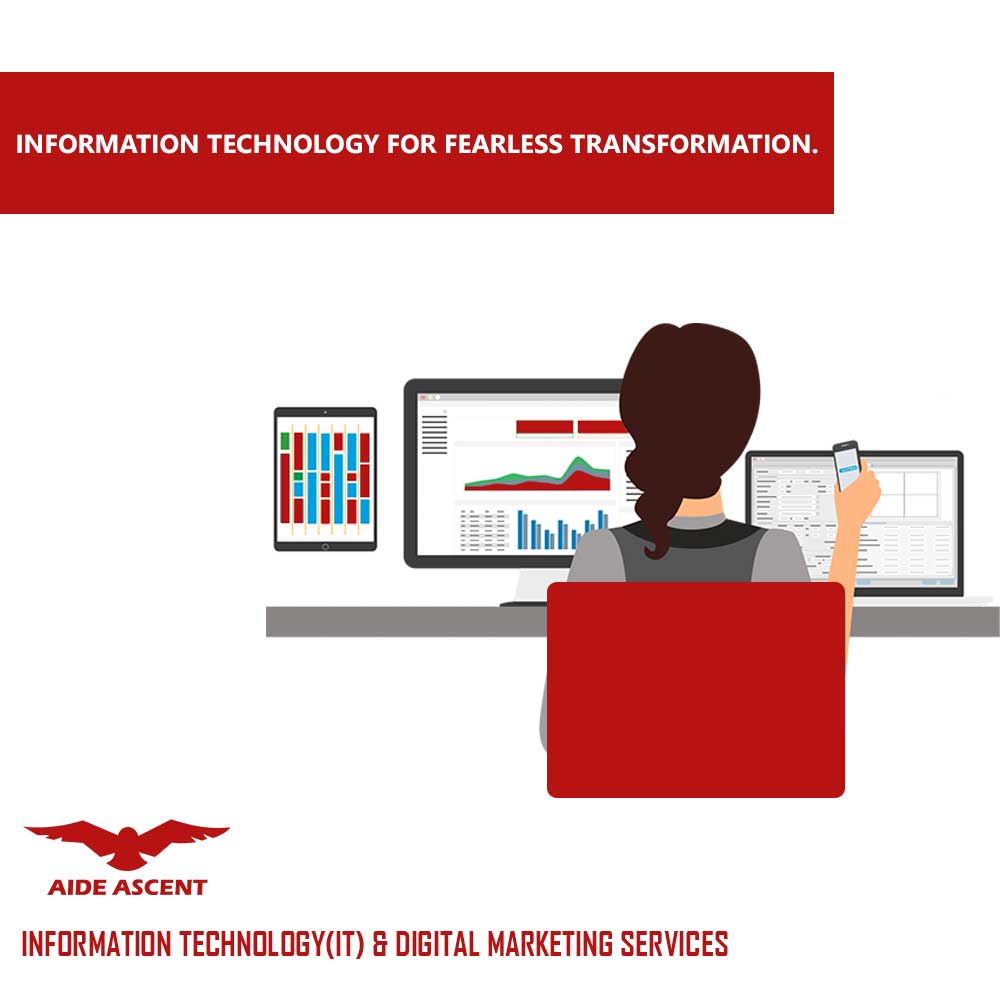 INFORMATION TECHNOLOGY FOR FEARLESS TRANSFORMATION.
AIDE ASCENT
INFORMATION TECHNOLOGY(IT) & DIGITAL MARKETING SERVICES